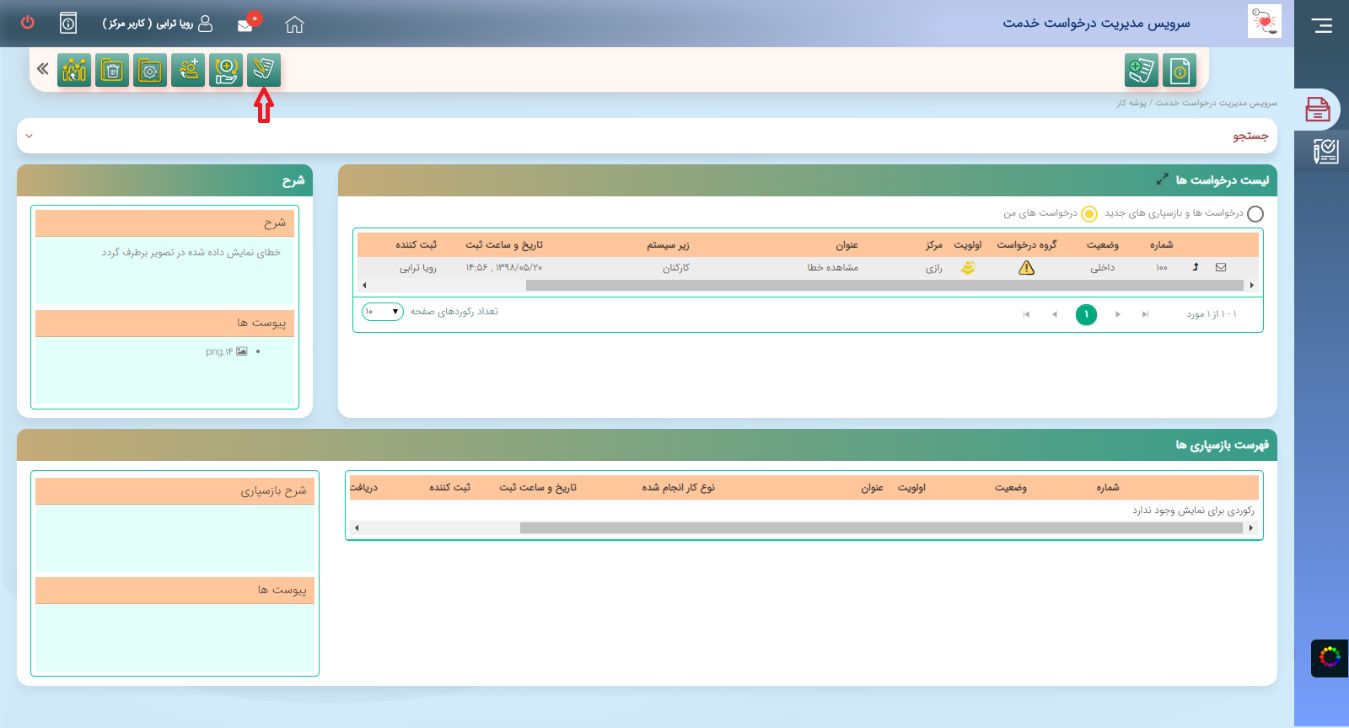 سرویس مدیریت درخواست خدمت
۰
رویا ترابی ( کاربر مرکز )
سرویس مدیریت درخواست خدمت / پوشه کار
جستجو
لیست درخواست ها
درخواست ها و بازسپاری های جدید درخواست های من
شماره وضعیت گروه درخواست اولویت مرکز عنوان زیر سیستم تاریخ و ساعت ثبت ثبت کننده
۱۰۰ داخلی رازی مشاهده خطا کارکنان ۱۳۹۸/۰۵/۲۰ , ۱۴:۵۶ رویا ترابی
۱ - ۱ از ۱ مورد ۱ تعداد رکوردهای صفحه ۱۰
شرح
شرح
خطای نمایش داده شده در تصویر برطرف گردد
پیوست ها
۱۴.png
فهرست بازسپاری ها
شماره وضعیت اولویت عنوان نوع کار انجام شده تاریخ و ساعت ثبت ثبت کننده دریافت
رکوردی برای نمایش وجود ندارد
شرح بازسپاری
پیوست ها